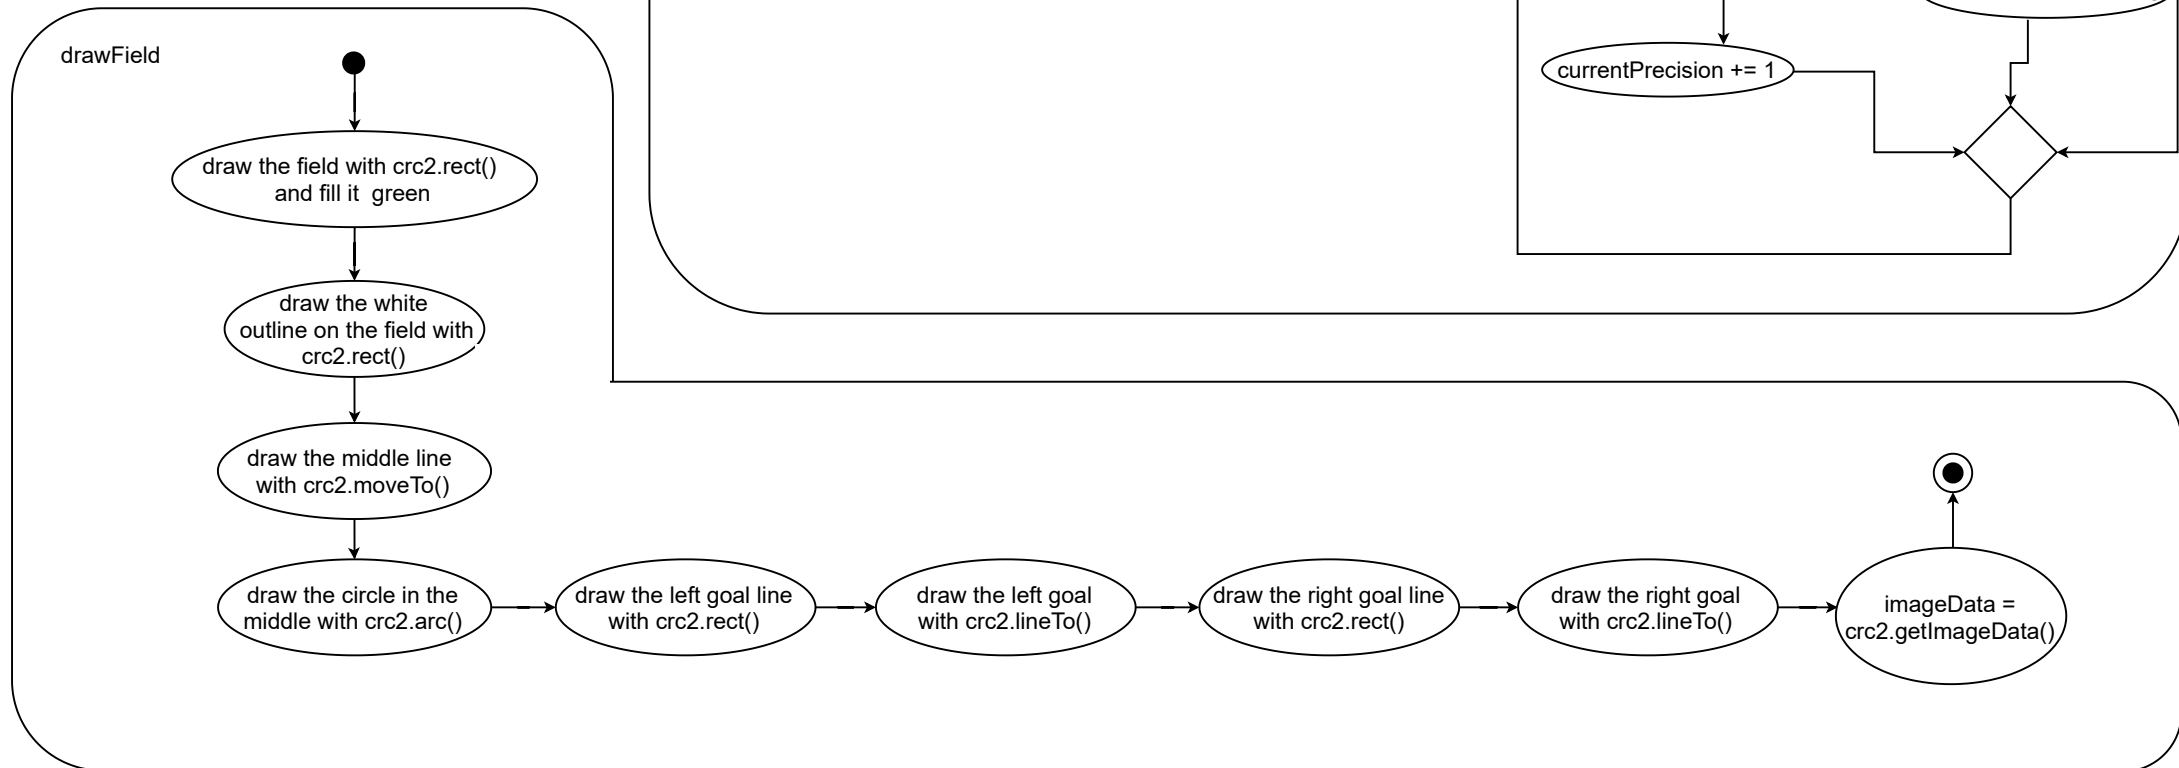 drawField
draw the field with crc2.rect()
and fill it  green
draw the white
outline on the field with
crc2.rect()
draw the middle line
with crc2.moveTo()
draw the circle in the
middle with crc2.arc()
draw the left goal line
with crc2.rect()
draw the left goal
with crc2.lineTo()
draw the right goal line
with crc2.rect()
draw the right goal
with crc2.lineTo()
imageData =
crc2.getImageData()
currentPrecision += 1